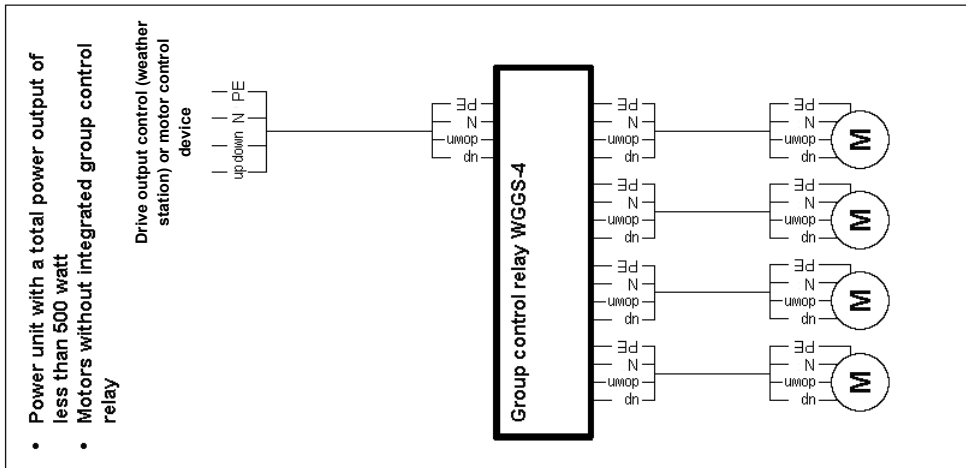 • Power unit with a total power output of
less than 500 watt
• Motors without integrated group control
relay
Drive output control (weather
station) or motor control
device
up down N PE
PE
N
down
up
Group control relay WGGS-4
PE
N
down
up
PE
N
down
up
M
PE
N
down
up
PE
N
down
up
M
PE
N
down
up
PE
N
down
up
M
PE
N
down
up
PE
N
down
up
M